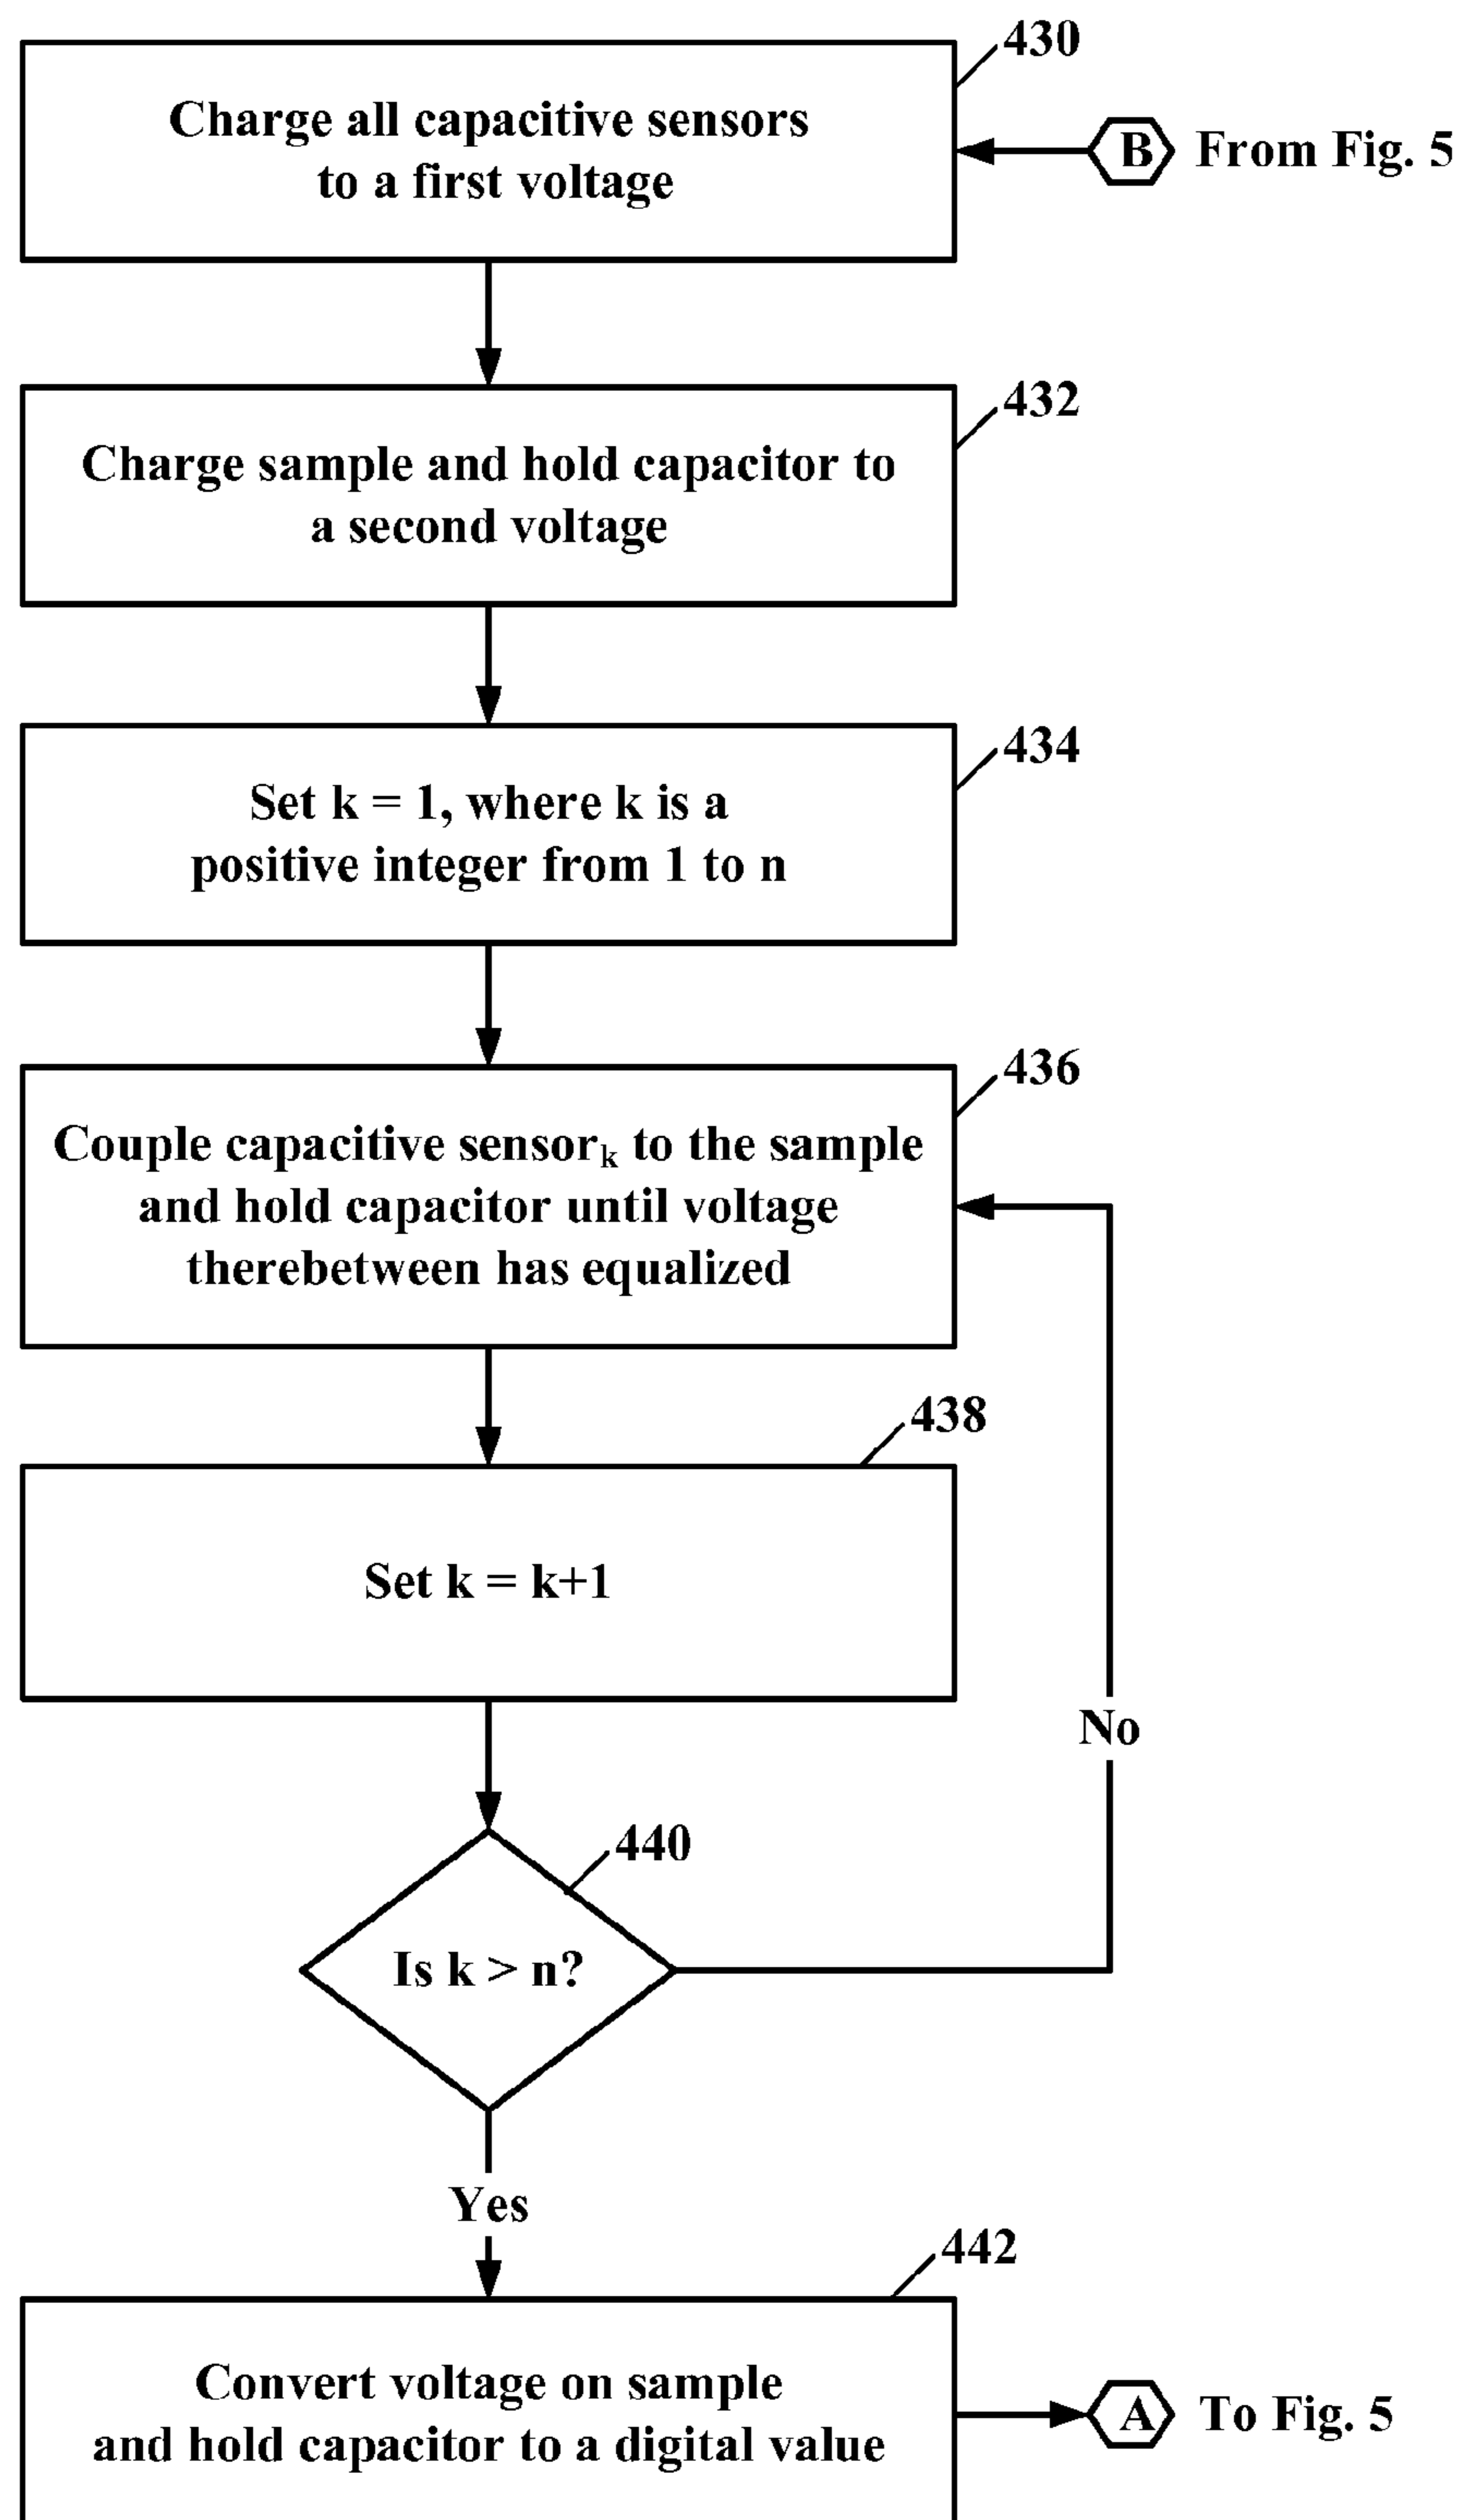 430
Charge all capacitive sensors
to a first voltage
B From Fig. 5
432
Charge sample and hold capacitor to
a second voltage
434
Set k = 1, where k is a
positive integer from 1 to n
436
Couple capacitive sensorₖ to the sample
and hold capacitor until voltage
therebetween has equalized
438
Set k = k+1
No
440
Is k > n?
Yes
442
Convert voltage on sample
and hold capacitor to a digital value
A To Fig. 5